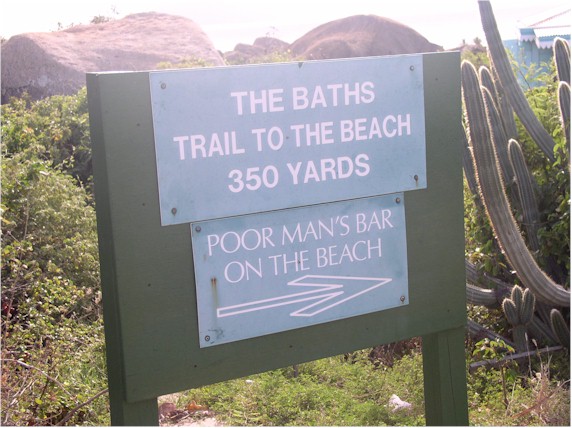 THE BATHS
TRAIL TO THE BEACH
350 YARDS
POOR MAN'S BAR
ON THE BEACH